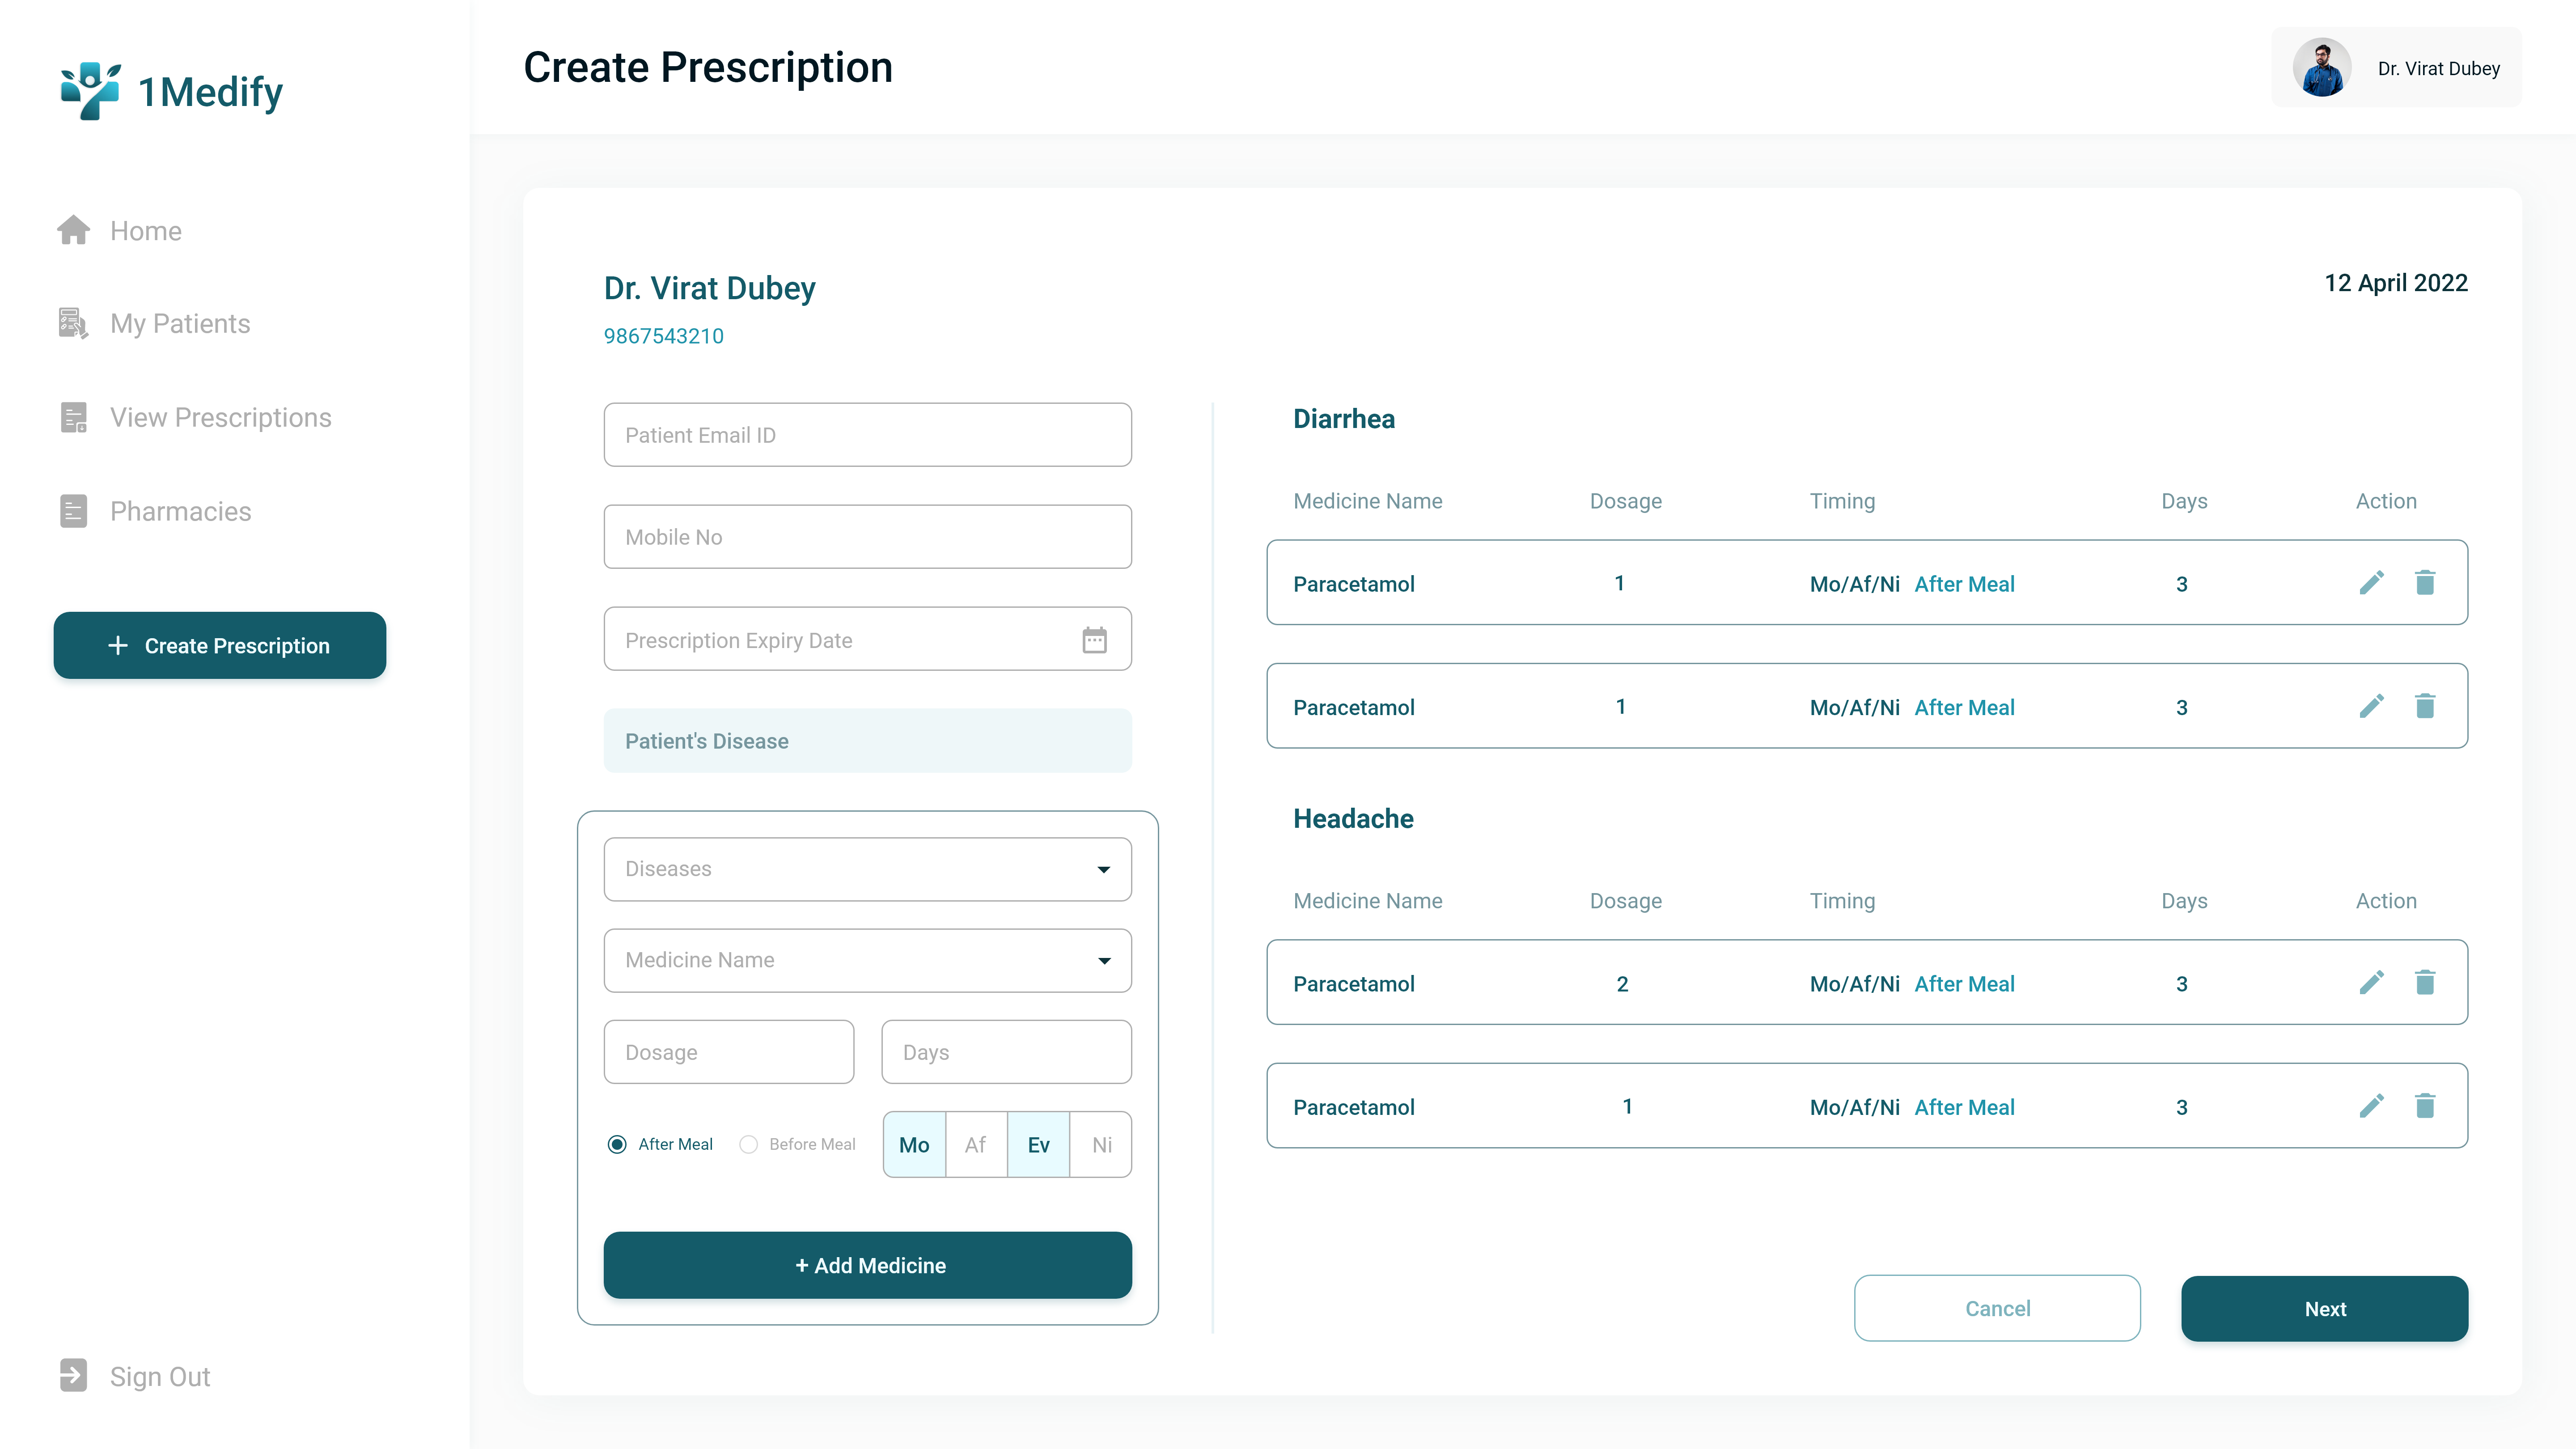 1Medify
Home
My Patients
View Prescriptions
Pharmacies
+ Create Prescription
Sign Out
Create Prescription
Dr. Virat Dubey
Dr. Virat Dubey
12 April 2022
9867543210
Patient Email ID
Mobile No
Prescription Expiry Date
Patient's Disease
Diseases
Medicine Name
Dosage Days
After Meal Before Meal Mo Af Ev Ni
+ Add Medicine
Diarrhea
Medicine Name Dosage Timing Days Action
Paracetamol 1 Mo/Af/Ni After Meal 3
Paracetamol 1 Mo/Af/Ni After Meal 3
Headache
Medicine Name Dosage Timing Days Action
Paracetamol 2 Mo/Af/Ni After Meal 3
Paracetamol 1 Mo/Af/Ni After Meal 3
Cancel Next